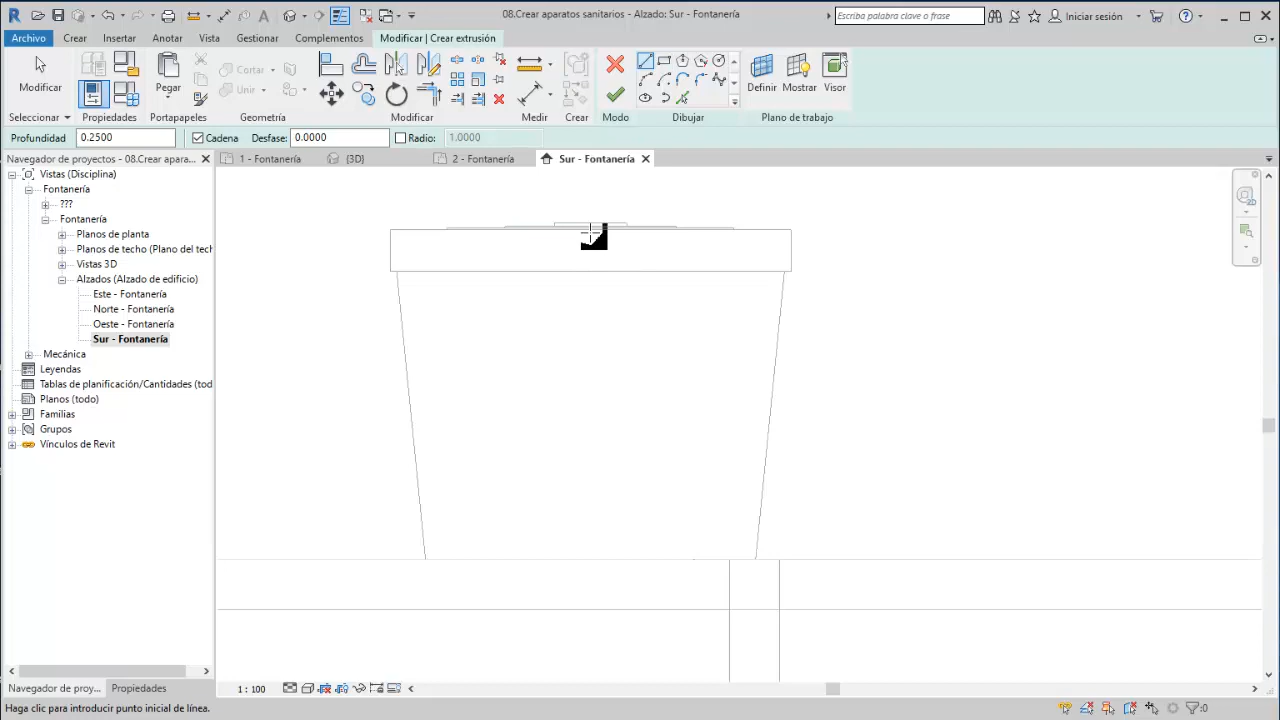 08.Crear aparatos sanitarios - Alzado: Sur - Fontanería
Escriba palabra clave o frase
Iniciar sesión
Archivo Crear Insertar Anotar Vista Gestionar Complementos Modificar | Crear extrusión
Modificar
Pegar
Cortar
Unir
Seleccionar Propiedades Portapapeles Geometría Modificar Medir Crear Modo Dibujar Plano de trabajo
Definir Mostrar Visor
Profundidad 0.2500 Cadena Desfase: 0.0000 Radio: 1.0000
Navegador de proyectos - 08.Crear apara...
1 - Fontanería {3D} 2 - Fontanería Sur - Fontanería
Vistas (Disciplina)
Fontanería
???
Fontanería
Planos de planta
Planos de techo (Plano del tech
Vistas 3D
Alzados (Alzado de edificio)
Este - Fontanería
Norte - Fontanería
Oeste - Fontanería
Sur - Fontanería
Mecánica
Leyendas
Tablas de planificación/Cantidades (tod
Planos (todo)
Familias
Grupos
Vínculos de Revit
Navegador de proy... Propiedades
1 : 100
Haga clic para introducir punto inicial de línea.
:0